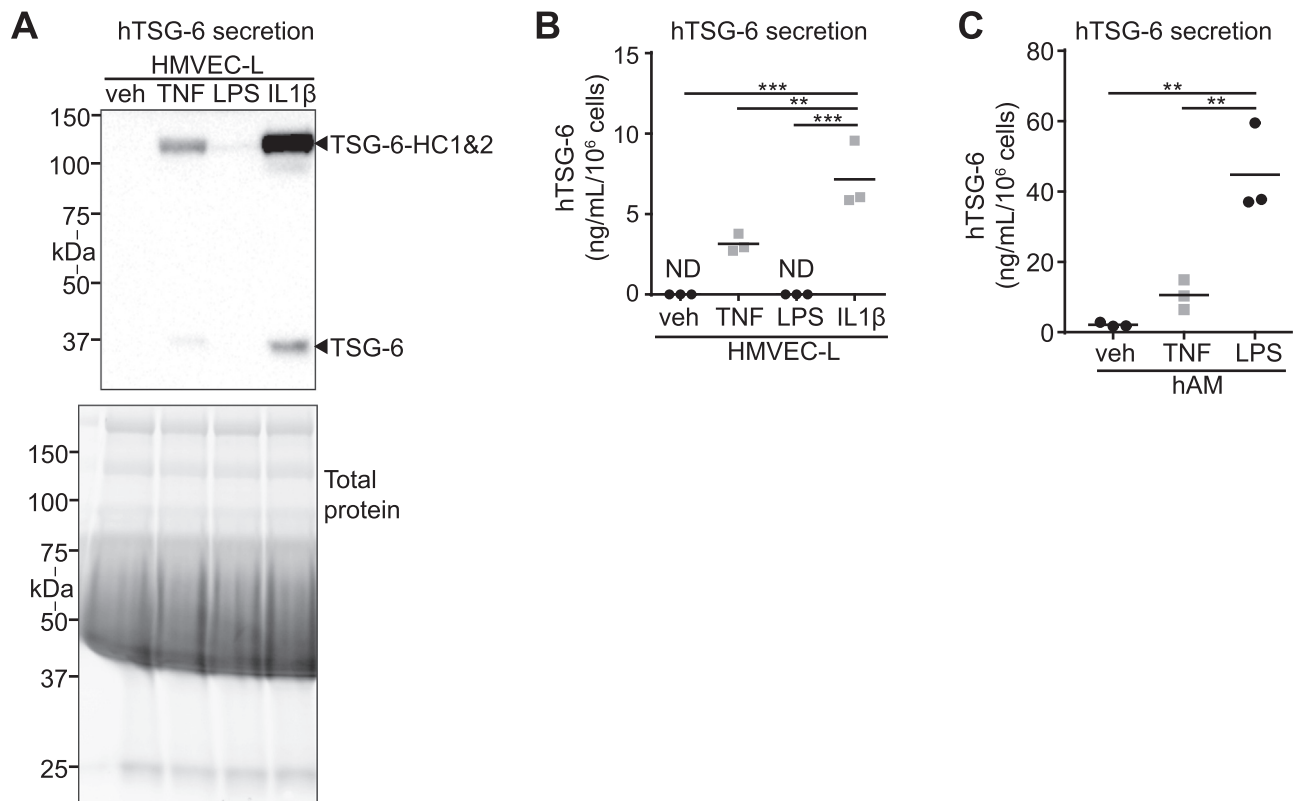 A
hTSG-6 secretion
HMVEC-L
veh TNF LPS IL1β
150
100
75
kDa
50
37
◀TSG-6-HC1&2
◀TSG-6
150
100
75
kDa
50
37
25
Total
protein
B
hTSG-6 secretion
hTSG-6
(ng/mL/10⁶ cells)
15
10
5
0
***
**
***
ND
ND
veh TNF LPS IL1β
HMVEC-L
C
hTSG-6 secretion
hTSG-6
(ng/mL/10⁶ cells)
80
60
40
20
0
**
**
veh TNF LPS
hAM